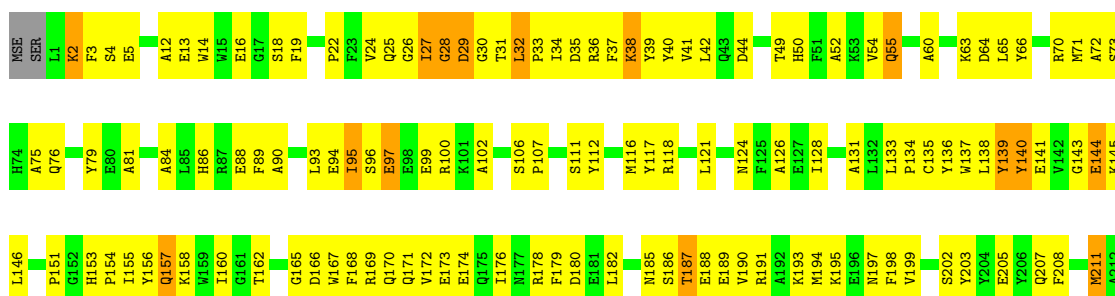 MSE SER L1 K2 F3 S4 E5 A12 E13 W14 W15 E16 G17 S18 F19 P22 F23 V24 Q25 G26 I27 G28 D29 G30 T31 L32 P33 I34 D35 R36 F37 K38 Y39 Y40 V41 L42 Q43 D44 T49 H50 F51 A52 K53 V54 Q55 A60 K63 D64 L65 Y66 R70 M71 A72 S73
H74 A75 Q76 Y79 E80 A81 A84 L85 H86 R87 E88 F89 A90 L93 E94 I95 S96 E97 E98 E99 R100 K101 A102 S106 P107 S111 Y112 M116 Y117 R118 L121 N124 F125 A126 E127 I128 A131 L132 L133 P134 C135 Y136 W137 L138 Y139 Y140 E141 V142 G143 E144 K145
L146 P151 G152 H153 P154 I155 Y156 Q157 K158 W159 I160 G161 T162 G165 D166 W167 F168 R169 Q170 Q171 V172 E173 E174 Q175 I176 N177 R178 F179 D180 E181 L182 N185 S186 T187 E188 E189 V190 R191 A192 K193 M194 K195 E196 N197 F198 V199 S202 Y203 Y204 E205 Y206 Q207 F208 M211